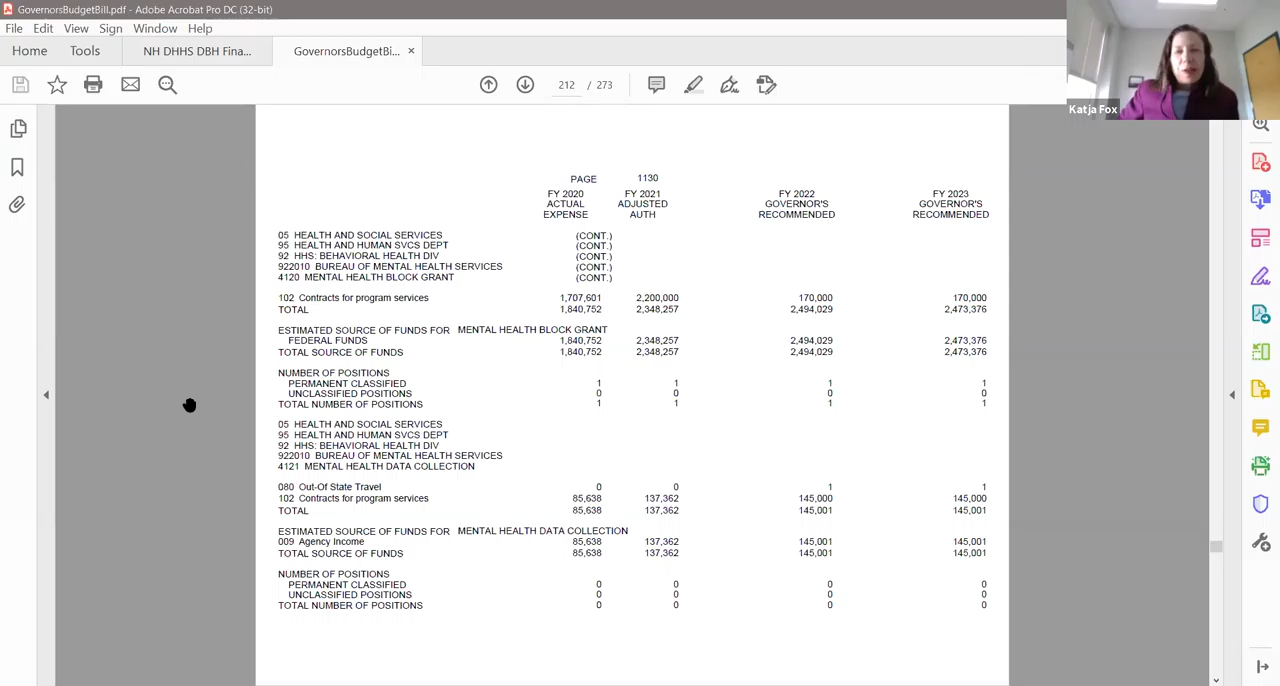 GovernorsBudgetBill.pdf - Adobe Acrobat Pro DC (32-bit)
File Edit View Sign Window Help
Home Tools NH DHHS DBH Fina... GovernorsBudgetBi... ×
212 / 273
Katja Fox
PAGE 1130
FY 2020 FY 2021 FY 2022 FY 2023
ACTUAL ADJUSTED GOVERNOR'S GOVERNOR'S
EXPENSE AUTH RECOMMENDED RECOMMENDED
05 HEALTH AND SOCIAL SERVICES (CONT.)
95 HEALTH AND HUMAN SVCS DEPT (CONT.)
92 HHS: BEHAVIORAL HEALTH DIV (CONT.)
922010 BUREAU OF MENTAL HEALTH SERVICES (CONT.)
4120 MENTAL HEALTH BLOCK GRANT (CONT.)
102 Contracts for program services 1,707,601 2,200,000 170,000 170,000
TOTAL 1,840,752 2,348,257 2,494,029 2,473,376
ESTIMATED SOURCE OF FUNDS FOR MENTAL HEALTH BLOCK GRANT
FEDERAL FUNDS 1,840,752 2,348,257 2,494,029 2,473,376
TOTAL SOURCE OF FUNDS 1,840,752 2,348,257 2,494,029 2,473,376
NUMBER OF POSITIONS
PERMANENT CLASSIFIED 1 1 1 1
UNCLASSIFIED POSITIONS 0 0 0 0
TOTAL NUMBER OF POSITIONS 1 1 1 1
05 HEALTH AND SOCIAL SERVICES
95 HEALTH AND HUMAN SVCS DEPT
92 HHS: BEHAVIORAL HEALTH DIV
922010 BUREAU OF MENTAL HEALTH SERVICES
4121 MENTAL HEALTH DATA COLLECTION
080 Out-Of State Travel 0 0 1 1
102 Contracts for program services 85,638 137,362 145,000 145,000
TOTAL 85,638 137,362 145,001 145,001
ESTIMATED SOURCE OF FUNDS FOR MENTAL HEALTH DATA COLLECTION
009 Agency Income 85,638 137,362 145,001 145,001
TOTAL SOURCE OF FUNDS 85,638 137,362 145,001 145,001
NUMBER OF POSITIONS
PERMANENT CLASSIFIED 0 0 0 0
UNCLASSIFIED POSITIONS 0 0 0 0
TOTAL NUMBER OF POSITIONS 0 0 0 0